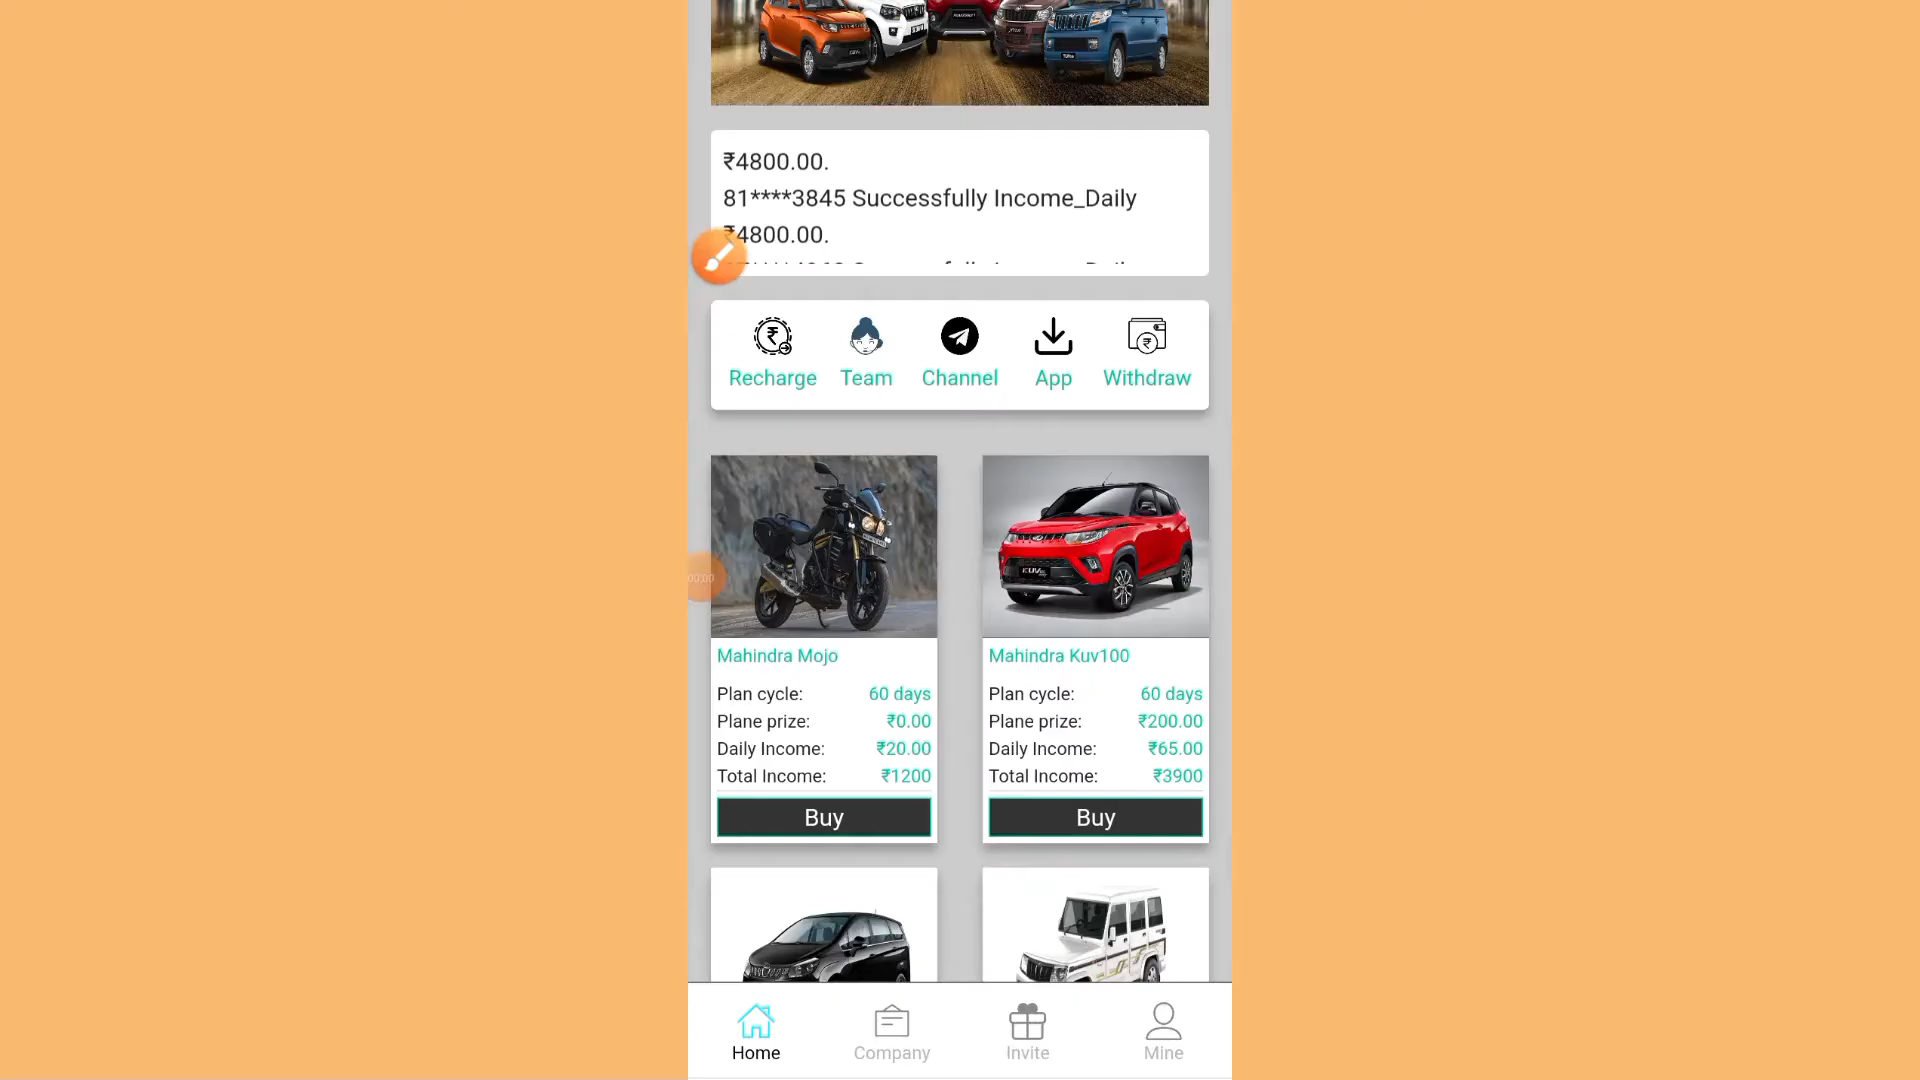 ₹4800.00.
81****3845 Successfully Income_Daily
₹4800.00.
Recharge Team Channel App Withdraw
Mahindra Mojo
Plan cycle: 60 days
Plane prize: ₹0.00
Daily Income: ₹20.00
Total Income: ₹1200
Buy
Mahindra Kuv100
Plan cycle: 60 days
Plane prize: ₹200.00
Daily Income: ₹65.00
Total Income: ₹3900
Buy
Home Company Invite Mine